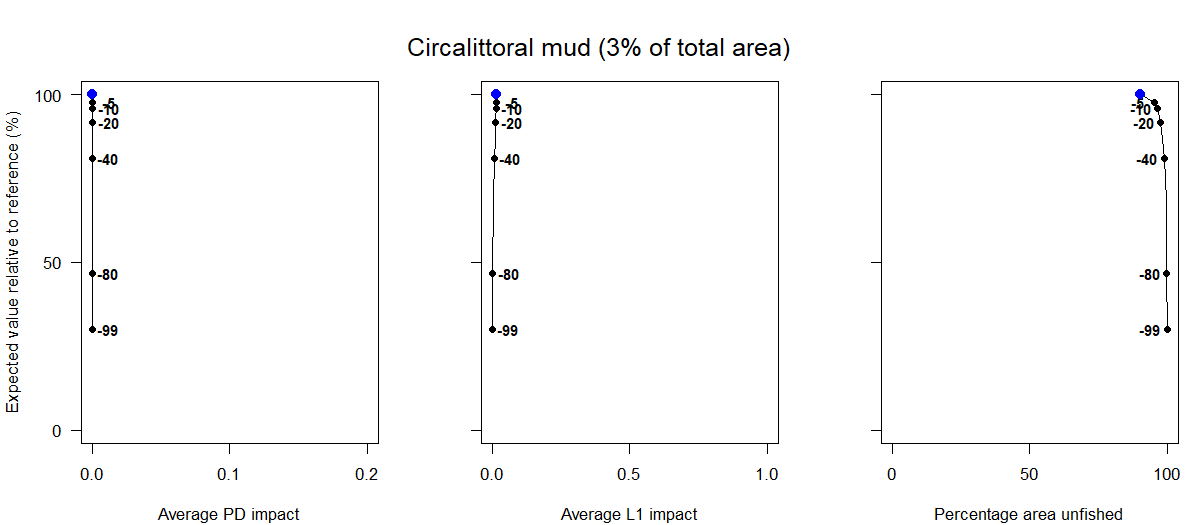 Circalittoral mud (3% of total area)
Expected value relative to reference (%)
100
50
0
-5
-10
-20
-40
-80
-99
0.0 0.1 0.2
Average PD impact
-5
-10
-20
-40
-80
-99
0.0 0.5 1.0
Average L1 impact
-5
-10
-20
-40
-80
-99
0 50 100
Percentage area unfished